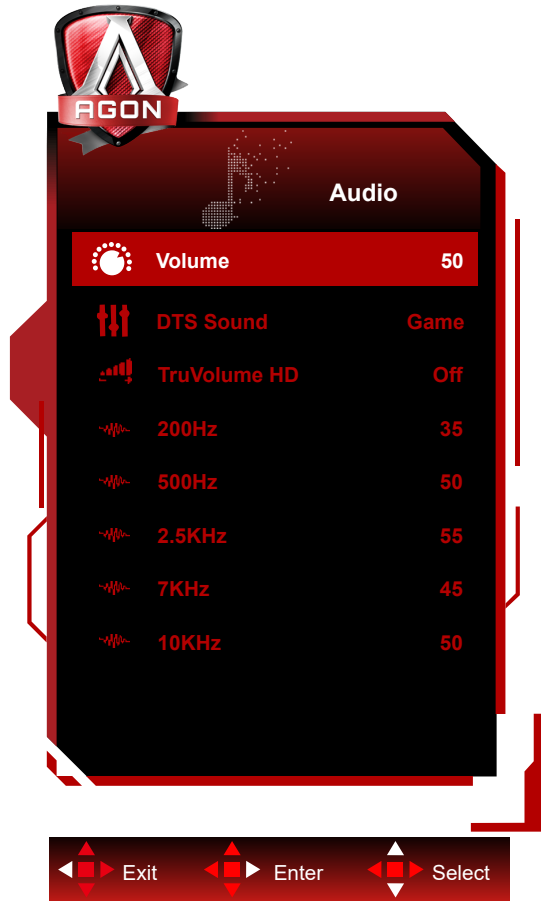 AGON
Audio
Volume 50
DTS Sound Game
TruVolume HD Off
200Hz 35
500Hz 50
2.5KHz 55
7KHz 45
10KHz 50
Exit Enter Select